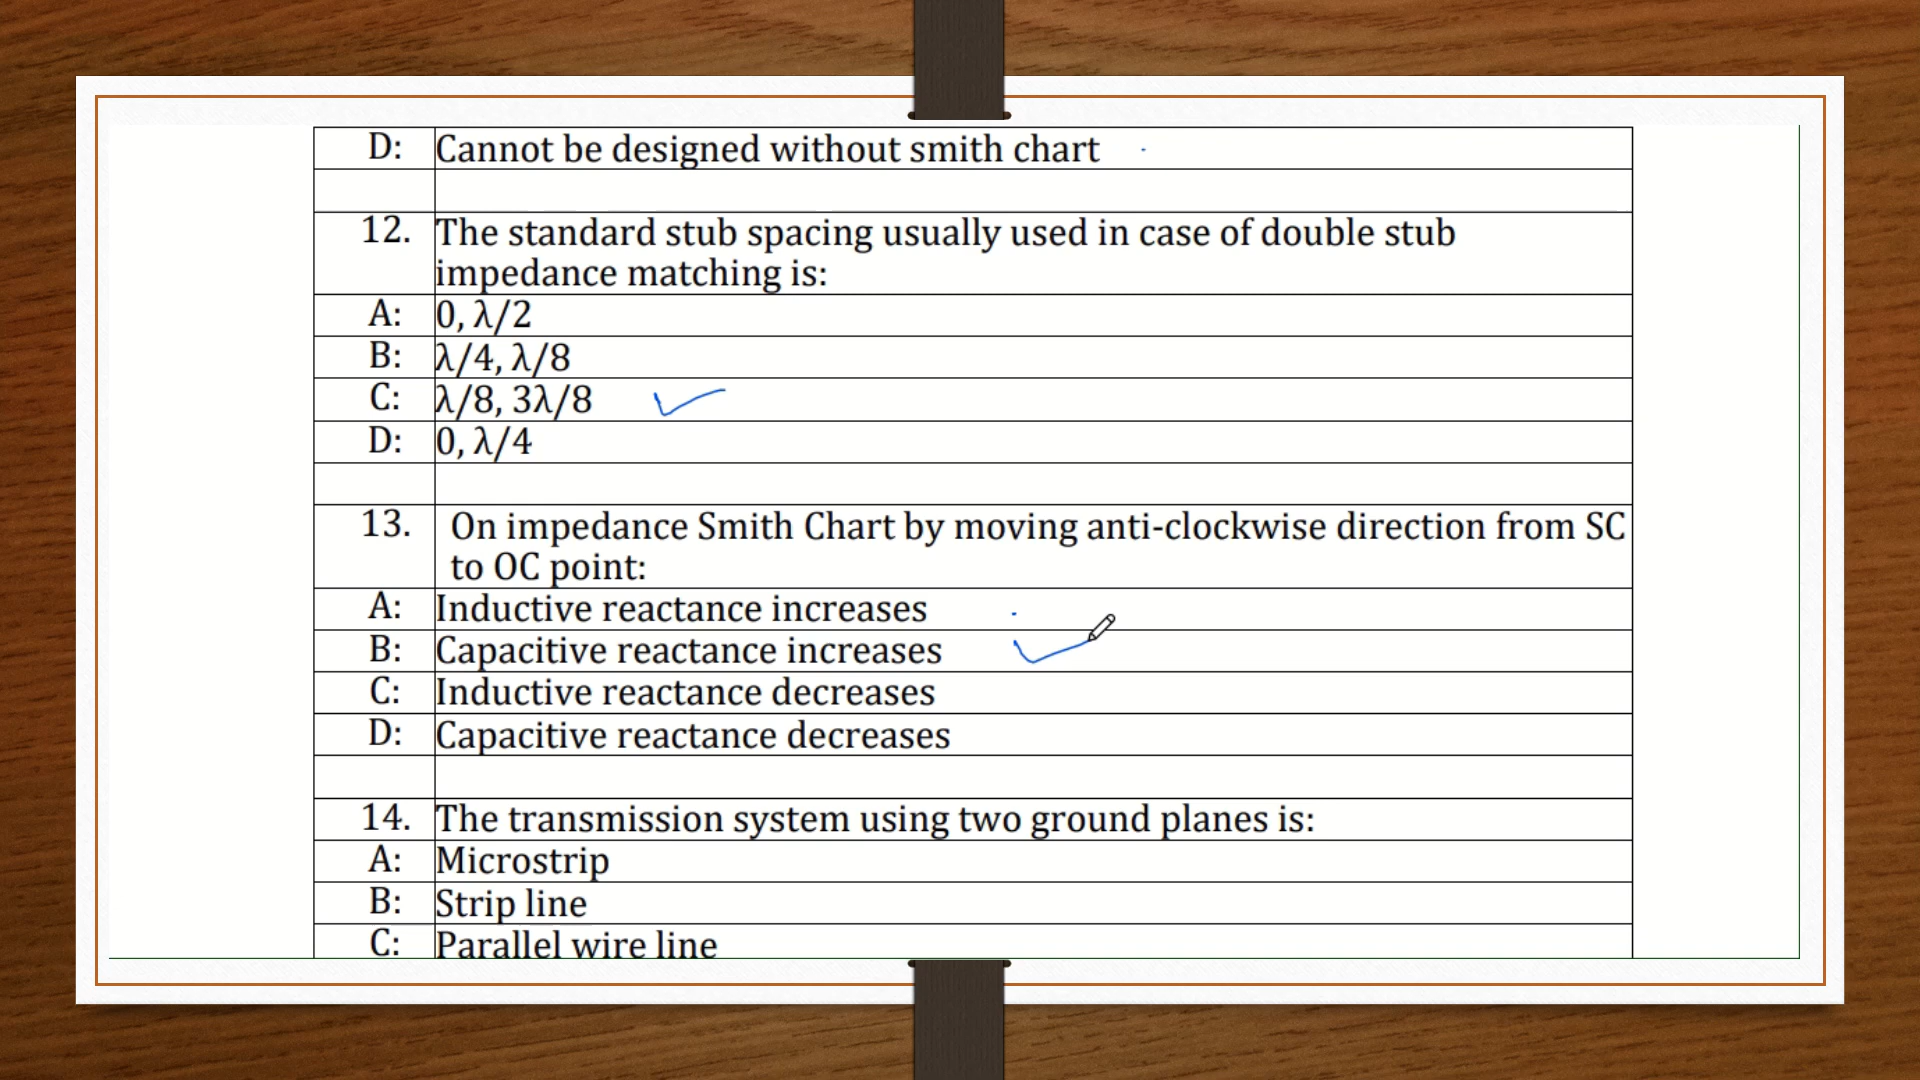 D: Cannot be designed without smith chart
12. The standard stub spacing usually used in case of double stub
impedance matching is:
A: 0, λ/2
B: λ/4, λ/8
C: λ/8, 3λ/8
D: 0, λ/4
13. On impedance Smith Chart by moving anti-clockwise direction from SC
to OC point:
A: Inductive reactance increases
B: Capacitive reactance increases
C: Inductive reactance decreases
D: Capacitive reactance decreases
14. The transmission system using two ground planes is:
A: Microstrip
B: Strip line
C: Parallel wire line